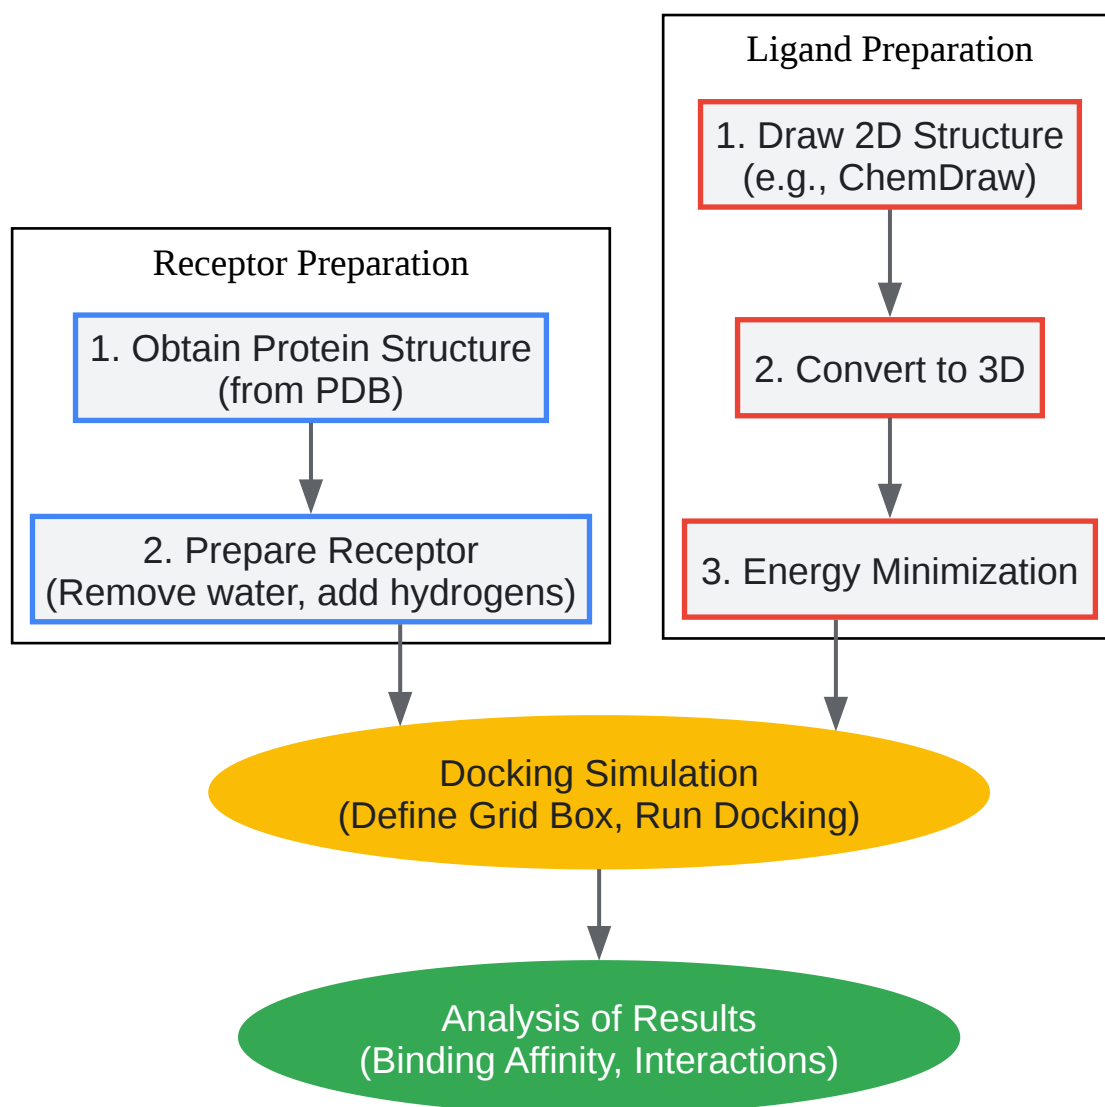 Ligand Preparation
1. Draw 2D Structure
(e.g., ChemDraw)
2. Convert to 3D
3. Energy Minimization
Receptor Preparation
1. Obtain Protein Structure
(from PDB)
2. Prepare Receptor
(Remove water, add hydrogens)
Docking Simulation
(Define Grid Box, Run Docking)
Analysis of Results
(Binding Affinity, Interactions)